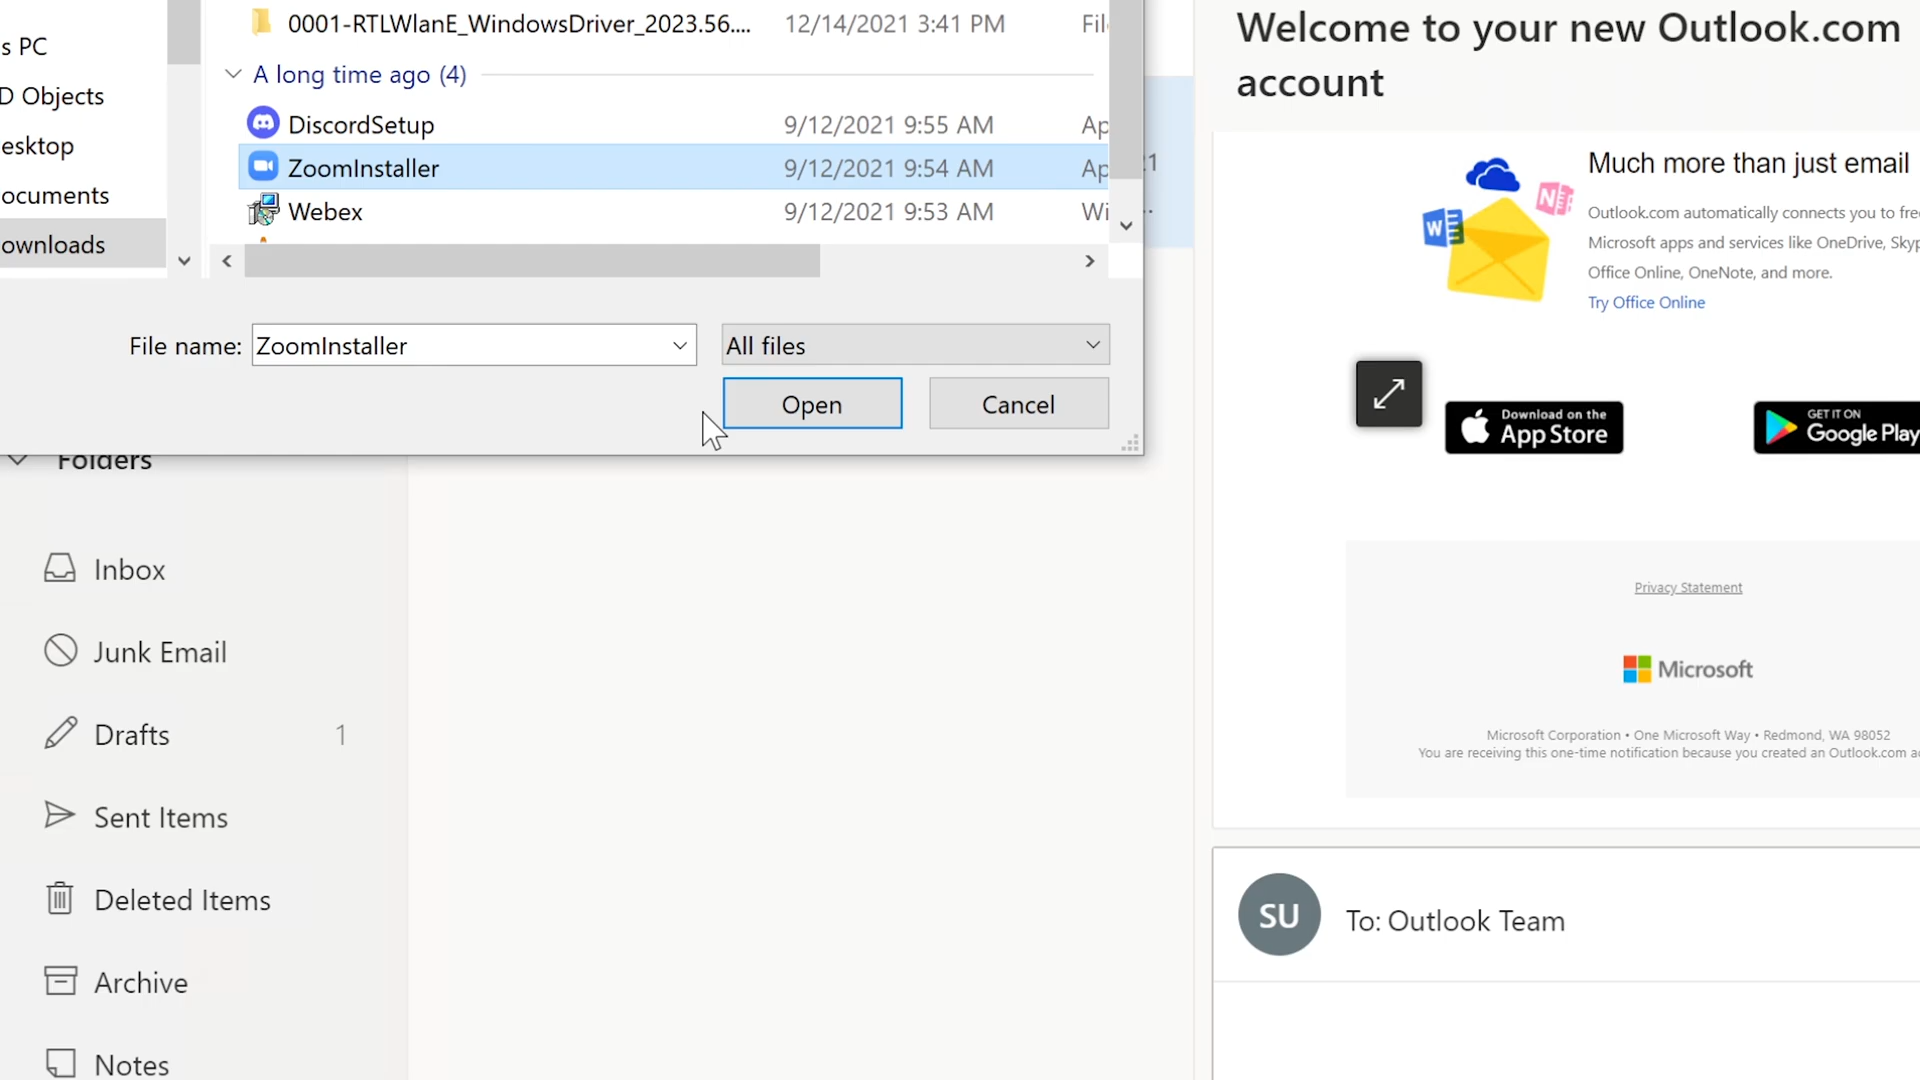 s PC
D Objects
esktop
ocuments
ownloads
0001-RTLWlanE_WindowsDriver_2023.56.... 12/14/2021 3:41 PM Fil
A long time ago (4)
DiscordSetup 9/12/2021 9:55 AM Ap
ZoomInstaller 9/12/2021 9:54 AM Ap
Webex 9/12/2021 9:53 AM Wi
File name: ZoomInstaller All files
Open Cancel
Folders
Inbox
Junk Email
Drafts 1
Sent Items
Deleted Items
Archive
Notes
Welcome to your new Outlook.com
account
Much more than just email
Outlook.com automatically connects you to free
Microsoft apps and services like OneDrive, Skyp
Office Online, OneNote, and more.
Try Office Online
Download on the
App Store
GET IT ON
Google Play
Privacy Statement
Microsoft
Microsoft Corporation • One Microsoft Way • Redmond, WA 98052
You are receiving this one-time notification because you created an Outlook.com ac
SU To: Outlook Team